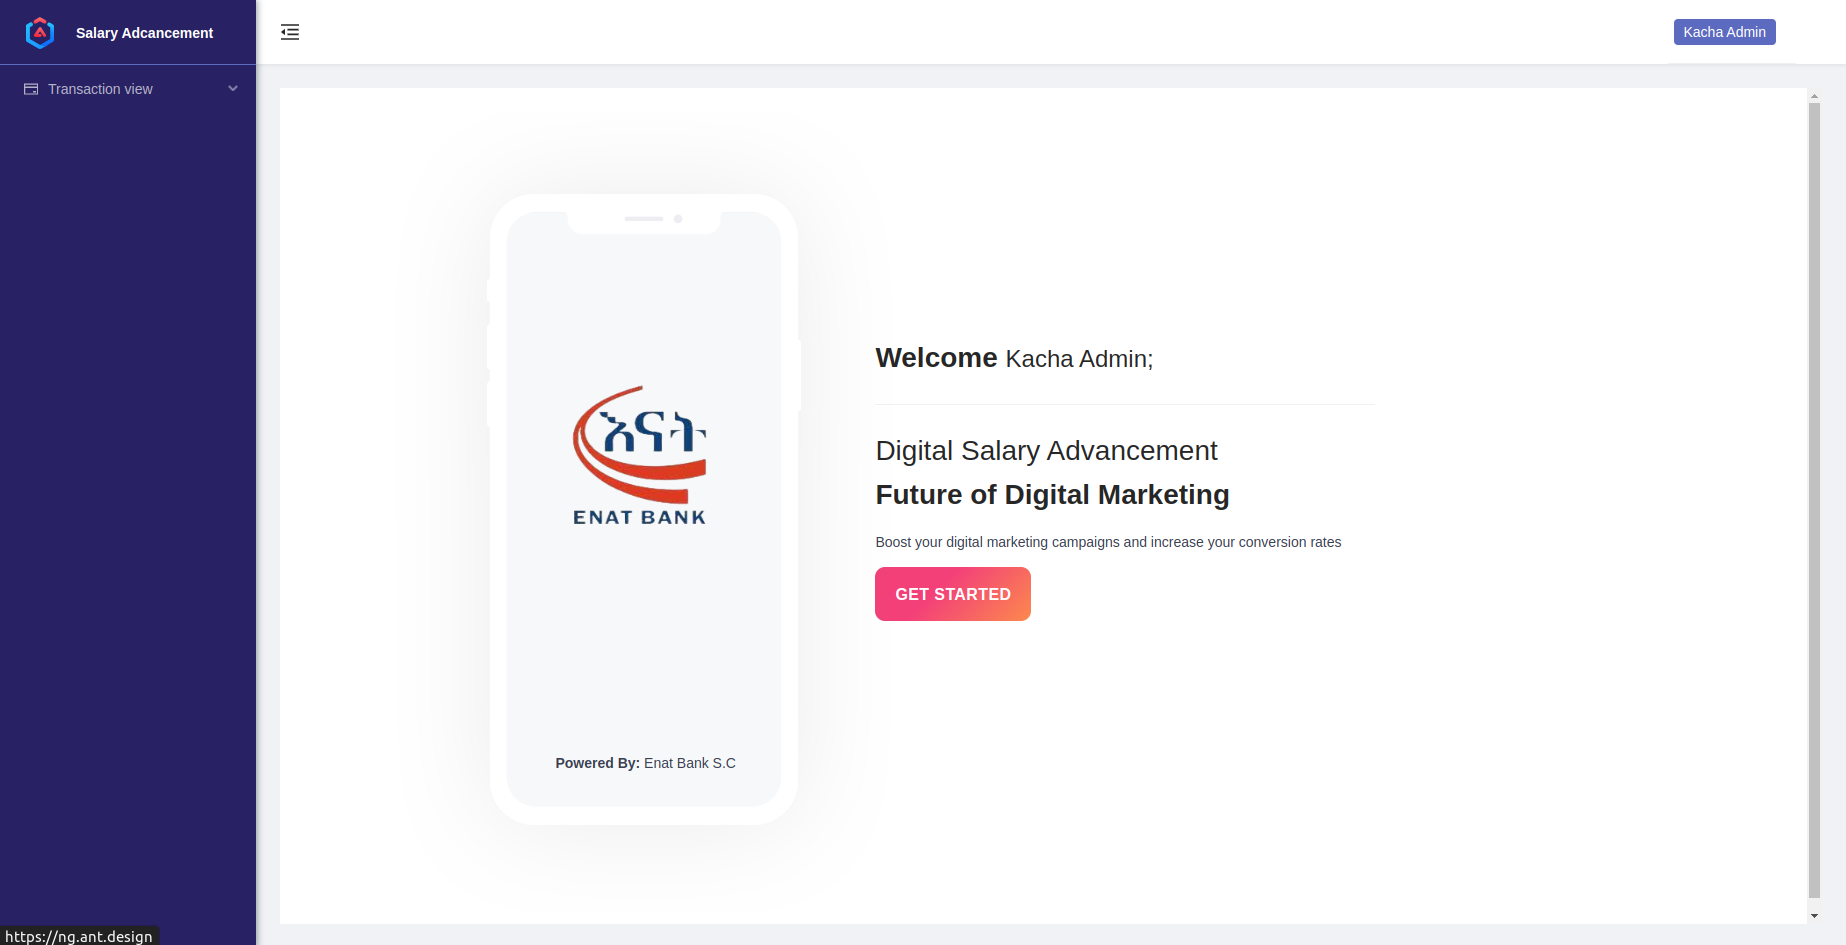 Salary Adcancement
Kacha Admin
Transaction view
እናት
ENAT BANK
Powered By: Enat Bank S.C
Welcome Kacha Admin;
Digital Salary Advancement
Future of Digital Marketing
Boost your digital marketing campaigns and increase your conversion rates
GET STARTED
https://ng.ant.design